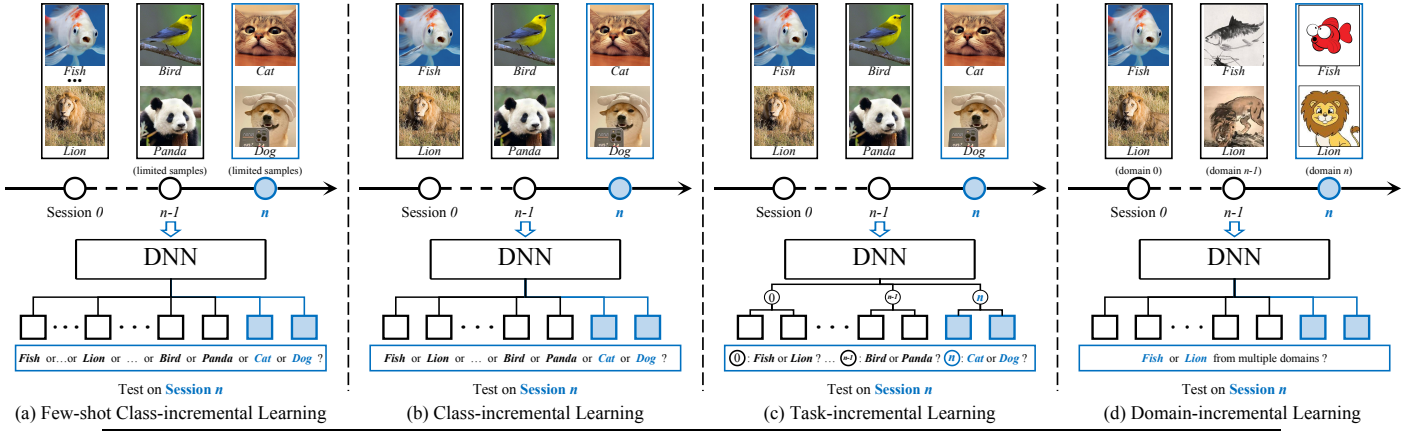 Fish
Bird
Cat
...
Lion
Panda
Dog
(limited samples)
(limited samples)
Session 0
n-1
n
DNN
... ...
Fish or…or Lion or … or Bird or Panda or Cat or Dog ?
Test on Session n
(a) Few-shot Class-incremental Learning
Fish
Bird
Cat
Lion
Panda
Dog
Session 0
n-1
n
DNN
...
Fish or Lion or … or Bird or Panda or Cat or Dog ?
Test on Session n
(b) Class-incremental Learning
Fish
Bird
Cat
Lion
Panda
Dog
Session 0
n-1
n
DNN
0
n-1
n
...
0 : Fish or Lion ? … n-1 : Bird or Panda ? n : Cat or Dog ?
Test on Session n
(c) Task-incremental Learning
Fish
Fish
Fish
Lion
Lion
Lion
(domain 0)
(domain n-1)
(domain n)
Session 0
n-1
n
DNN
...
Fish or Lion from multiple domains ?
Test on Session n
(d) Domain-incremental Learning